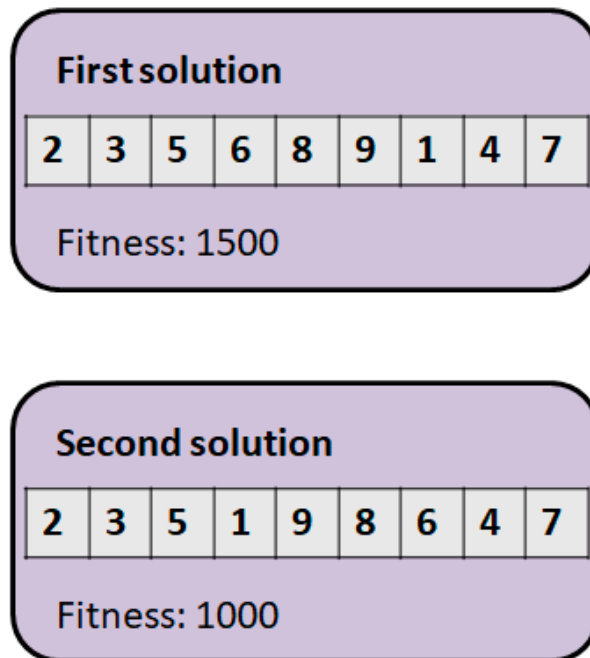 First solution
2 3 5 6 8 9 1 4 7
Fitness: 1500
Second solution
2 3 5 1 9 8 6 4 7
Fitness: 1000